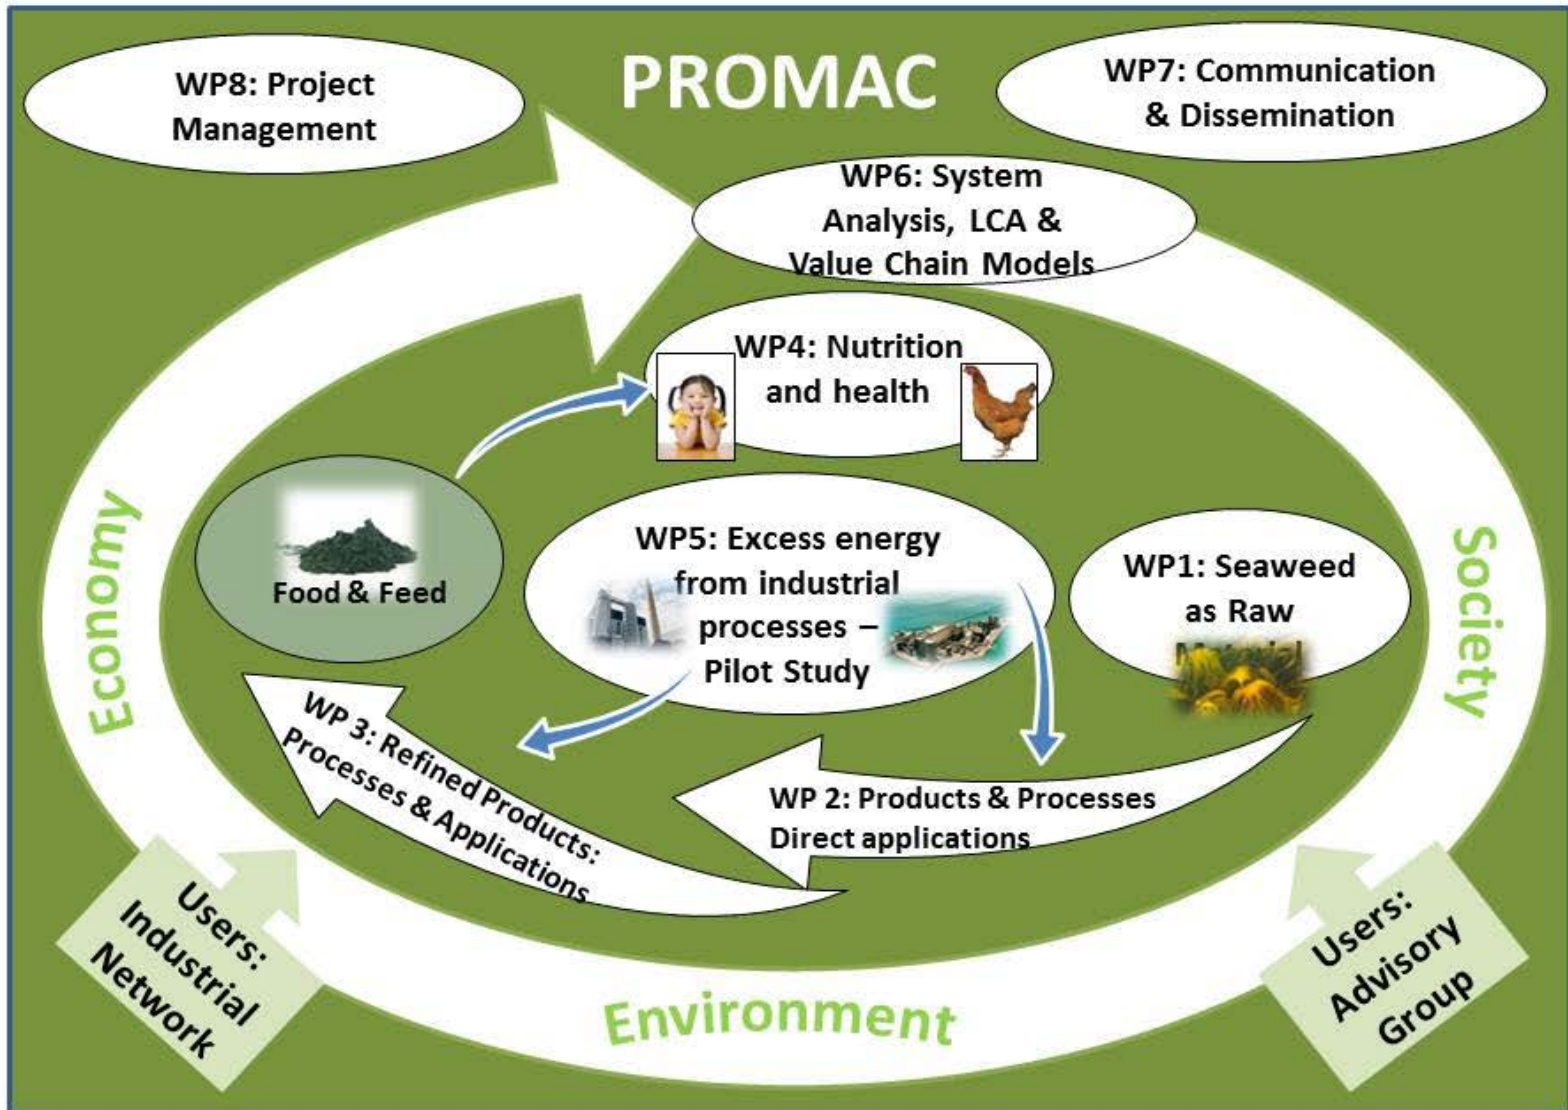 PROMAC
WP8: Project
Management
WP7: Communication
& Dissemination
WP6: System
Analysis, LCA &
Value Chain Models
WP4: Nutrition
and health
Food & Feed
WP5: Excess energy
from industrial
processes –
Pilot Study
WP1: Seaweed
as Raw
Material
WP 3: Refined Products:
Processes & Applications
WP 2: Products & Processes
Direct applications
Economy
Society
Environment
Users:
Industrial
Network
Users:
Advisory
Group